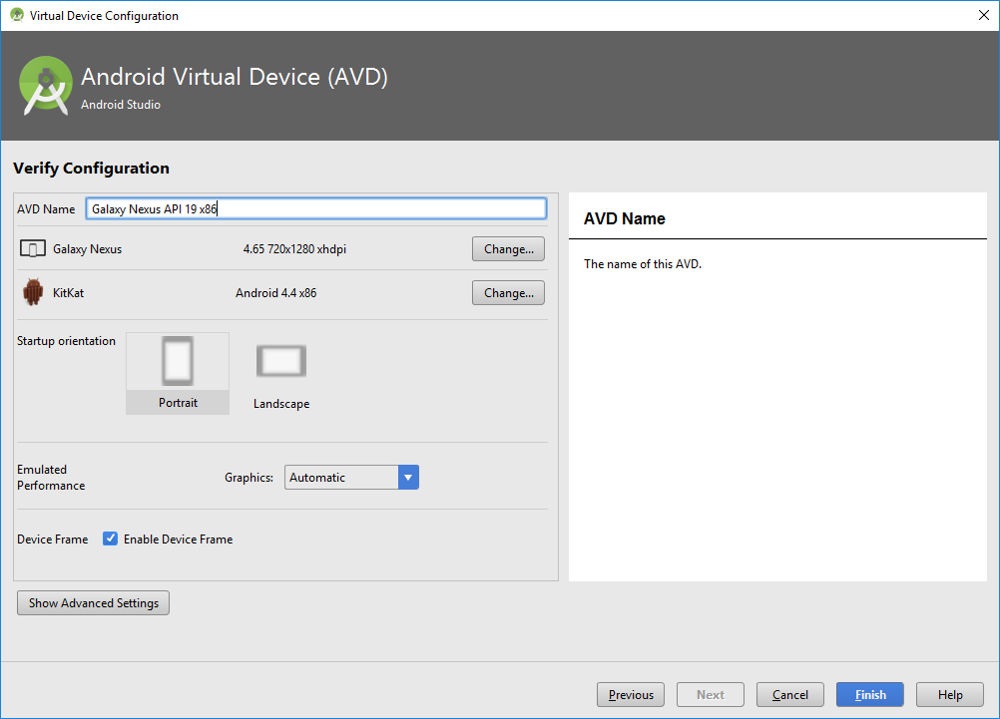 Virtual Device Configuration
Android Virtual Device (AVD)
Android Studio
Verify Configuration
AVD Name Galaxy Nexus API 19 x86
Galaxy Nexus 4.65 720x1280 xhdpi Change...
KitKat Android 4.4 x86 Change...
Startup orientation
Portrait
Landscape
Emulated
Performance
Graphics: Automatic
Device Frame Enable Device Frame
Show Advanced Settings
AVD Name
The name of this AVD.
Previous Next Cancel Finish Help